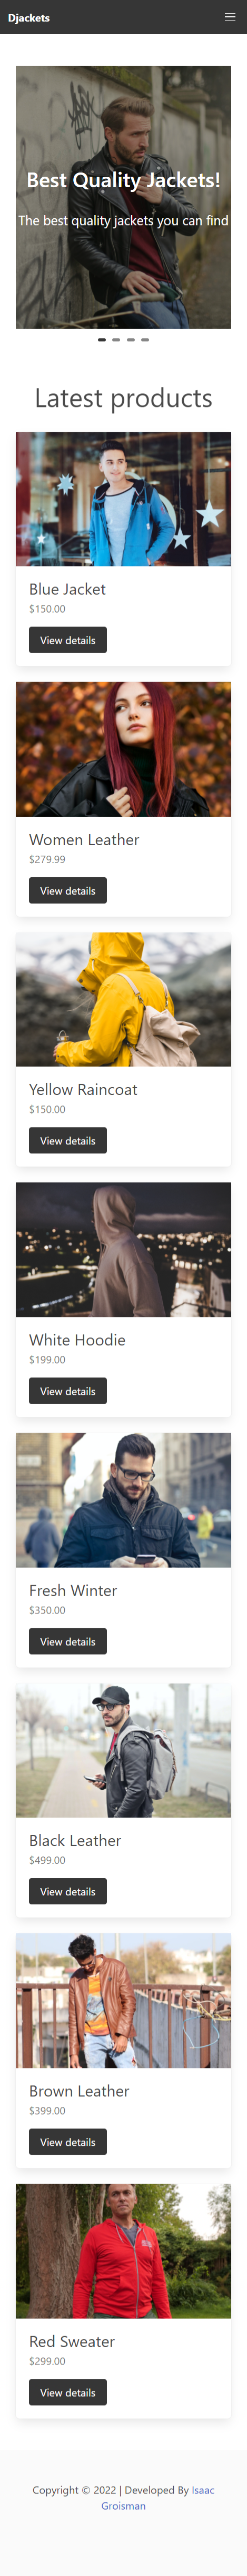 Djackets
Best Quality Jackets!
The best quality jackets you can find
Latest products
Blue Jacket
$150.00
View details
Women Leather
$279.99
View details
Yellow Raincoat
$150.00
View details
White Hoodie
$199.00
View details
Fresh Winter
$350.00
View details
Black Leather
$499.00
View details
Brown Leather
$399.00
View details
Red Sweater
$299.00
View details
Copyright © 2022 | Developed By Isaac
Groisman